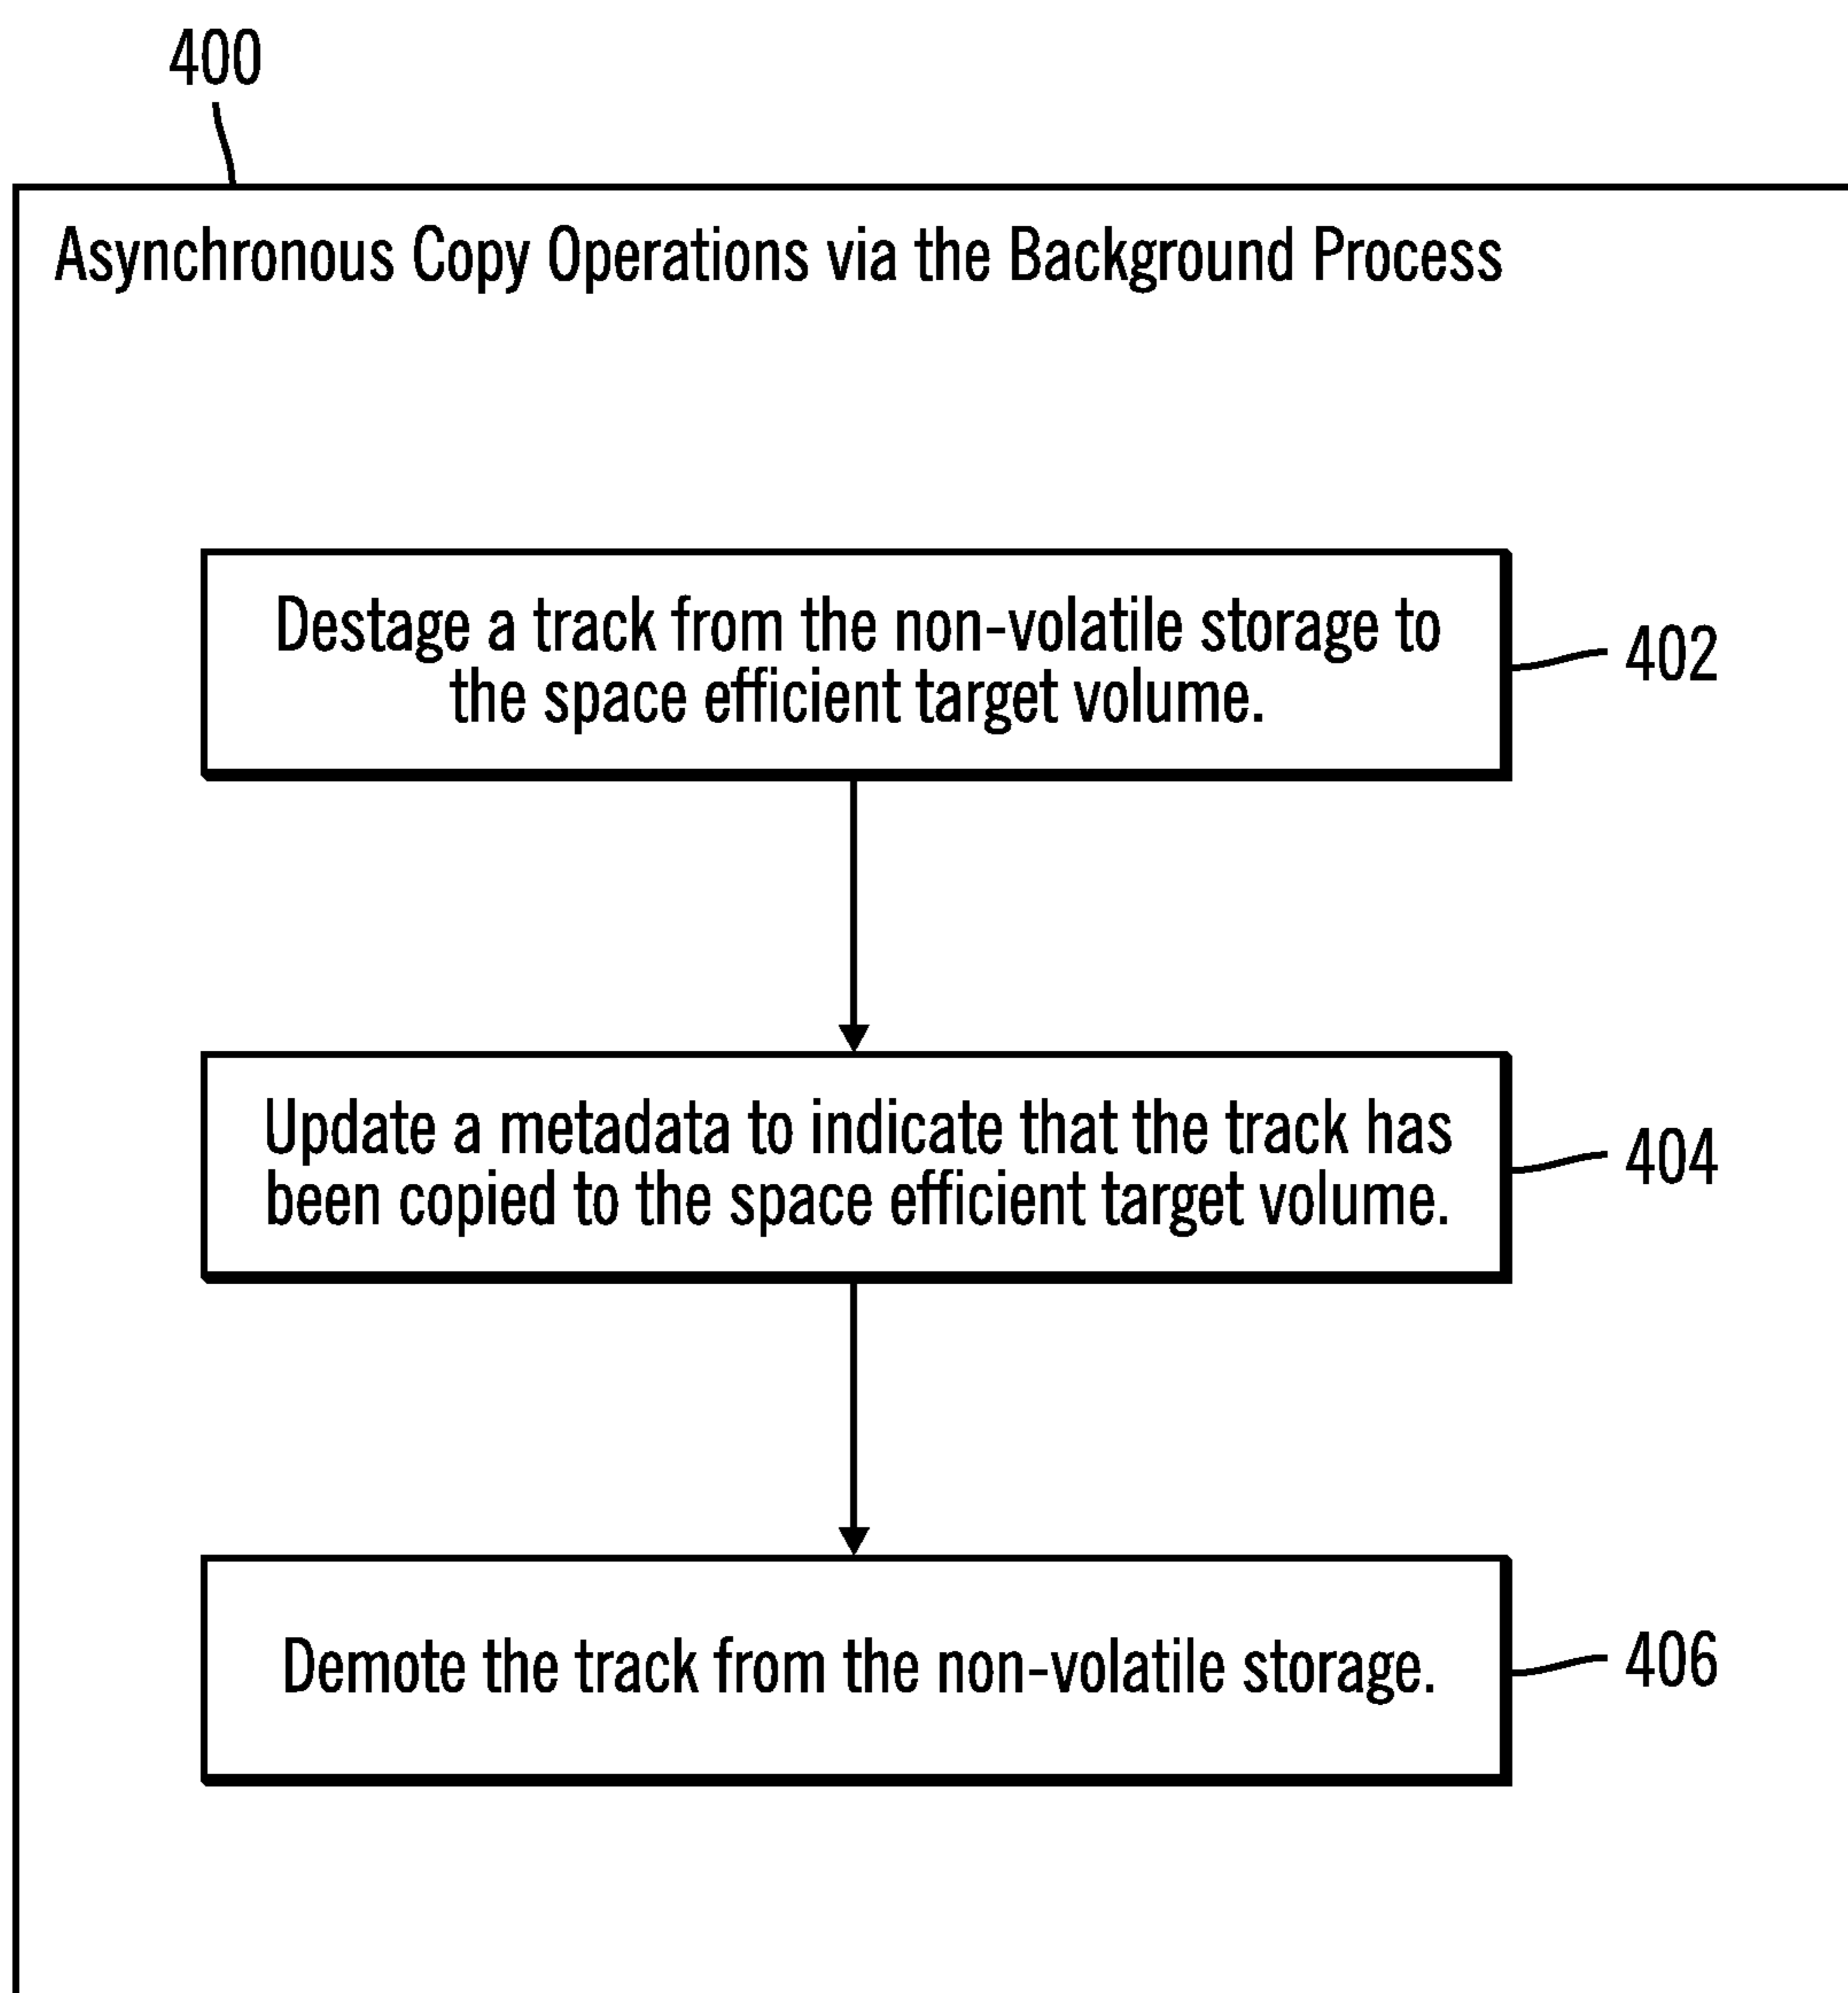 400
Asynchronous Copy Operations via the Background Process
Destage a track from the non-volatile storage to
the space efficient target volume.
402
Update a metadata to indicate that the track has
been copied to the space efficient target volume.
404
Demote the track from the non-volatile storage.
406